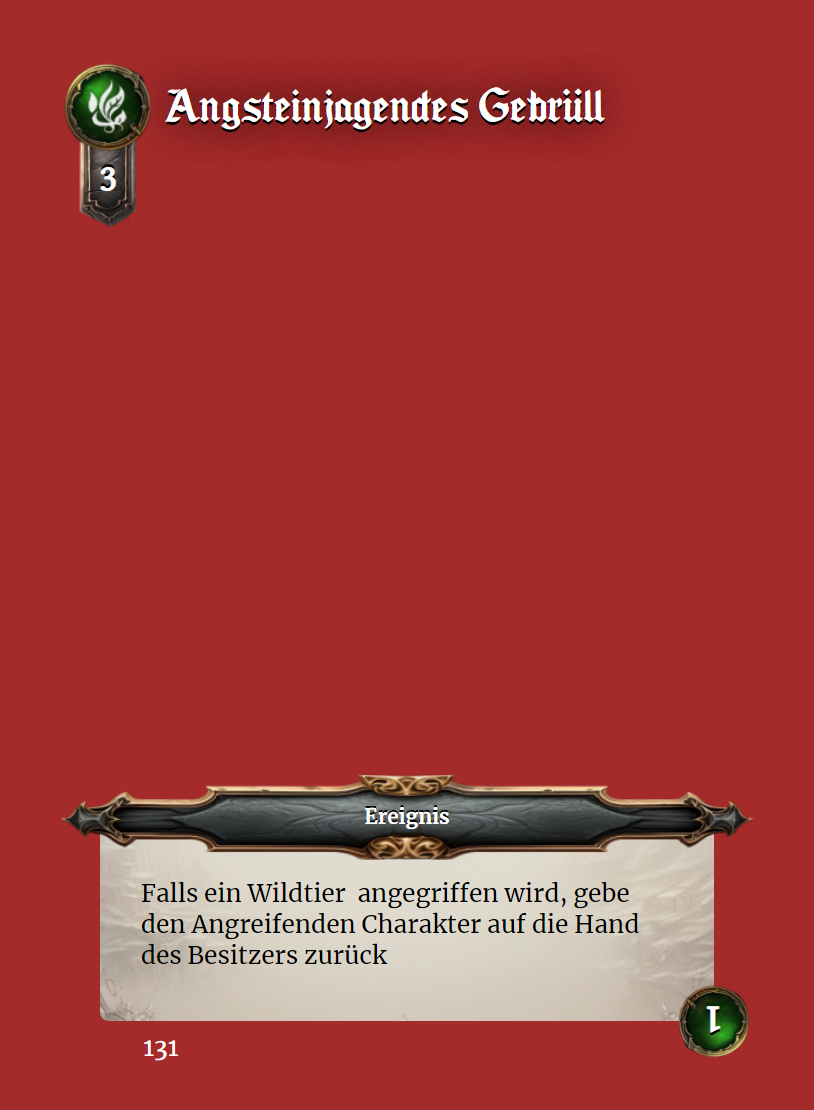 Angsteinjagendes Gebrüll
3
Ereignis
Falls ein Wildtier  angegriffen wird, gebe
den Angreifenden Charakter auf die Hand
des Besitzers zurück
1
131